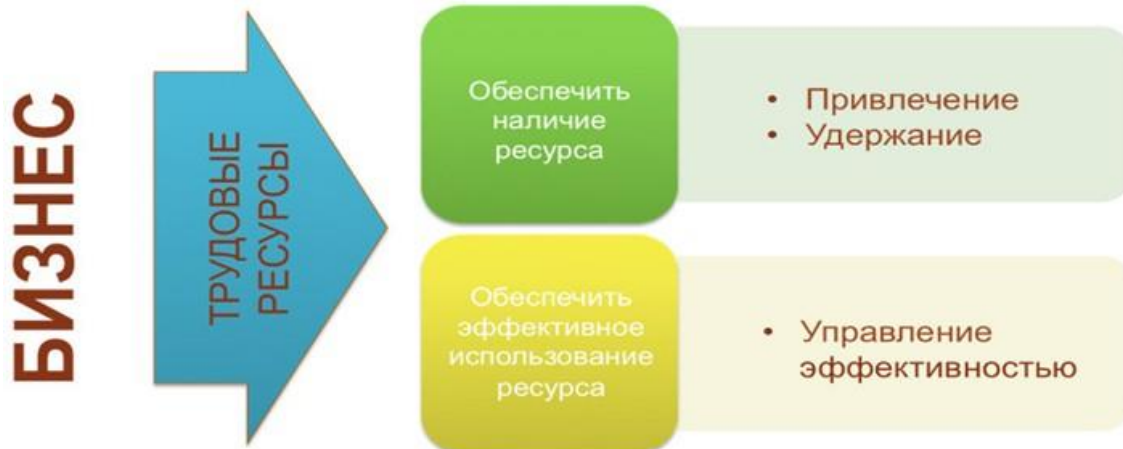 БИЗНЕС
ТРУДОВЫЕ
РЕСУРСЫ
Обеспечить
наличие
ресурса
• Привлечение
• Удержание
Обеспечить
эффективное
использование
ресурса
• Управление
эффективностью